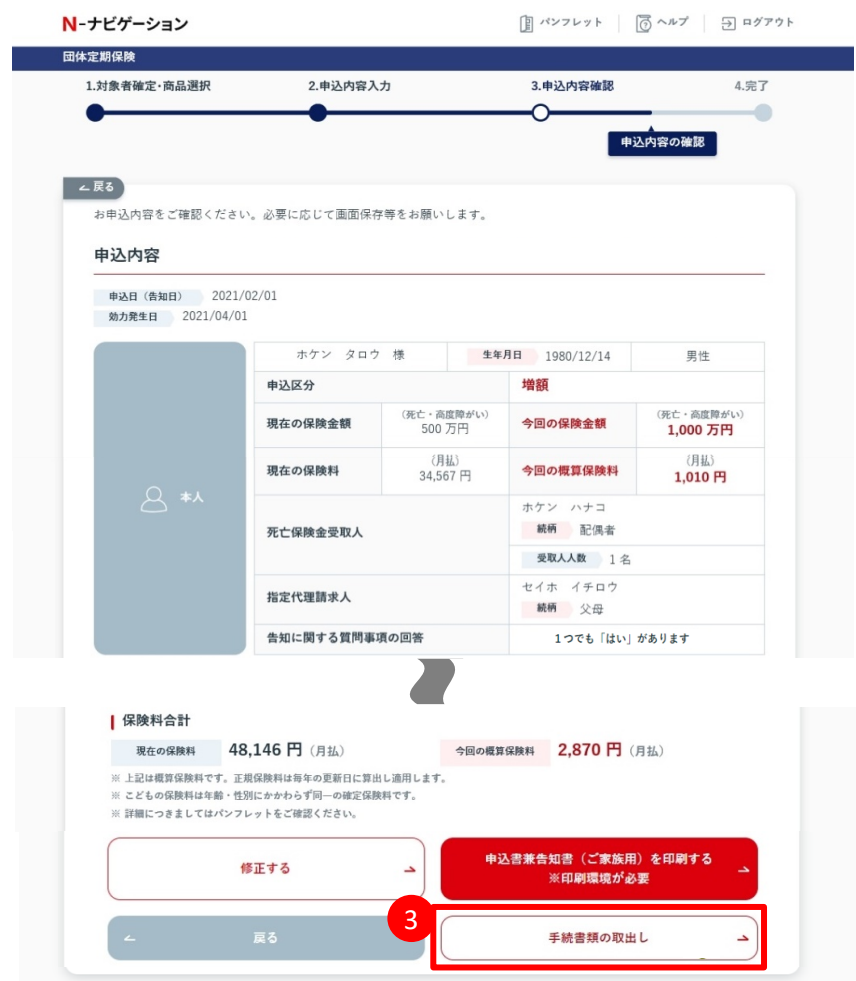 N-ナビゲーション
パンフレット ヘルプ ログアウト
団体定期保険
1.対象者確定・商品選択 2.申込内容入力 3.申込内容確認 4.完了
申込内容の確認
戻る
お申込内容をご確認ください。必要に応じて画面保存等をお願いします。
申込内容
申込日（告知日） 2021/02/01
効力発生日 2021/04/01
本人
ホケン タロウ 様 生年月日 1980/12/14 男性
申込区分 増額
現在の保険金額 （死亡・高度障がい） 500 万円 今回の保険金額 （死亡・高度障がい） 1,000 万円
現在の保険料 （月払） 34,567 円 今回の概算保険料 （月払） 1,010 円
死亡保険金受取人
ホケン ハナコ
続柄 配偶者
受取人人数 1 名
指定代理請求人
セイホ イチロウ
続柄 父母
告知に関する質問事項の回答 1つでも「はい」があります
保険料合計
現在の保険料 48,146 円（月払） 今回の概算保険料 2,870 円（月払）
※ 上記は概算保険料です。正規保険料は毎年の更新日に算出し適用します。
※ こどもの保険料は年齢・性別にかかわらず同一の確定保険料です。
※ 詳細につきましてはパンフレットをご確認ください。
修正する
申込書兼告知書（ご家族用）を印刷する
※印刷環境が必要
3
戻る
手続書類の取出し